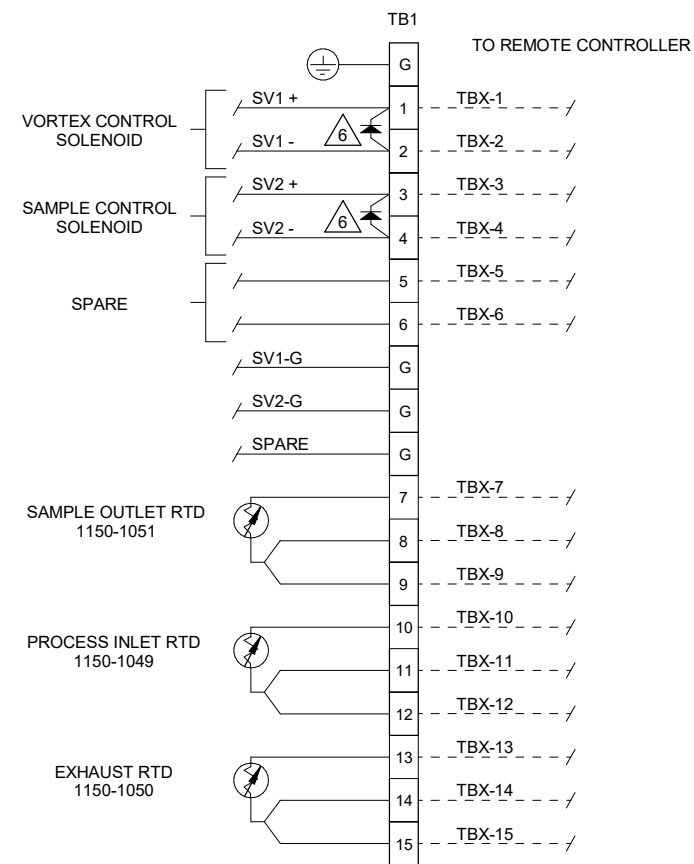 TB1
TO REMOTE CONTROLLER
G
VORTEX CONTROL
SOLENOID
SV1 +
1
TBX-1
6
SV1 -
2
TBX-2
SAMPLE CONTROL
SOLENOID
SV2 +
3
TBX-3
6
SV2 -
4
TBX-4
SPARE
5
TBX-5
6
TBX-6
SV1-G
G
SV2-G
G
SPARE
G
SAMPLE OUTLET RTD
1150-1051
7
TBX-7
8
TBX-8
9
TBX-9
PROCESS INLET RTD
1150-1049
10
TBX-10
11
TBX-11
12
TBX-12
EXHAUST RTD
1150-1050
13
TBX-13
14
TBX-14
15
TBX-15